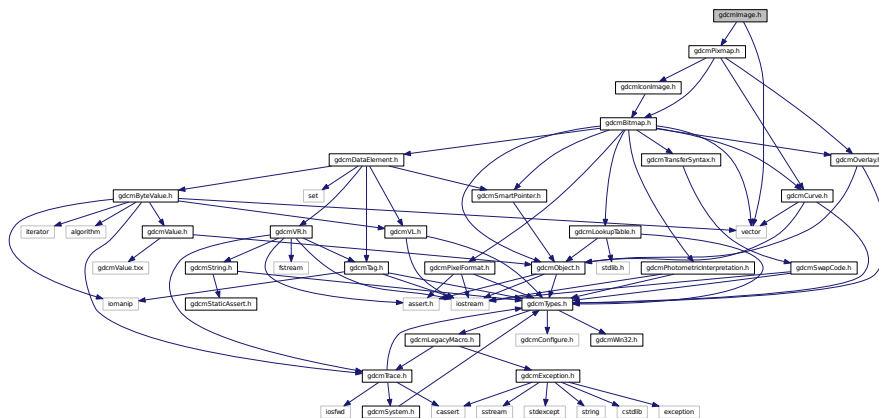 gdcmImage.h
gdcmPixmap.h
gdcmIconImage.h
gdcmBitmap.h
gdcmDataElement.h
gdcmTransferSyntax.h
gdcmOverlay.h
gdcmByteValue.h
set
gdcmSmartPointer.h
gdcmCurve.h
iterator
algorithm
gdcmValue.h
gdcmVR.h
gdcmVL.h
gdcmLookupTable.h
vector
gdcmValue.txx
gdcmString.h
fstream
gdcmTag.h
gdcmPixelFormat.h
gdcmObject.h
stdlib.h
gdcmPhotometricInterpretation.h
gdcmSwapCode.h
iomanip
gdcmStaticAssert.h
assert.h
iostream
gdcmTypes.h
gdcmLegacyMacro.h
gdcmConfigure.h
gdcmWin32.h
gdcmTrace.h
gdcmException.h
iosfwd
gdcmSystem.h
cassert
sstream
stdexcept
string
cstdlib
exception